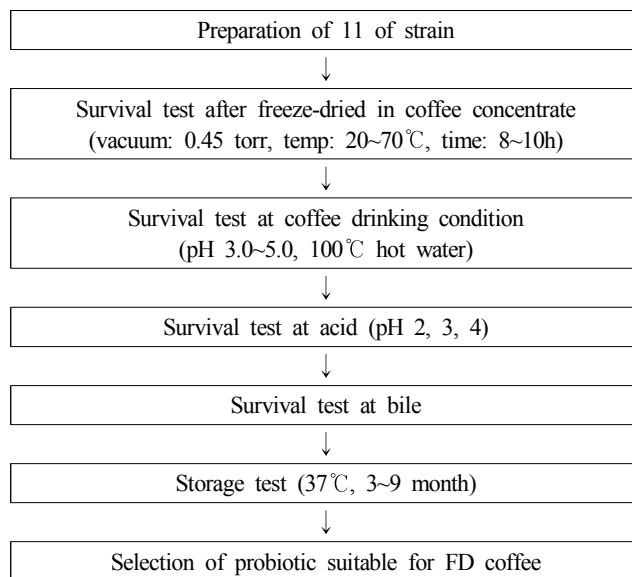 Preparation of 11 of strain
↓
Survival test after freeze-dried in coffee concentrate
(vacuum: 0.45 torr, temp: 20~70℃, time: 8~10h)
↓
Survival test at coffee drinking condition
(pH 3.0~5.0, 100℃ hot water)
↓
Survival test at acid (pH 2, 3, 4)
↓
Survival test at bile
↓
Storage test (37℃, 3~9 month)
↓
Selection of probiotic suitable for FD coffee